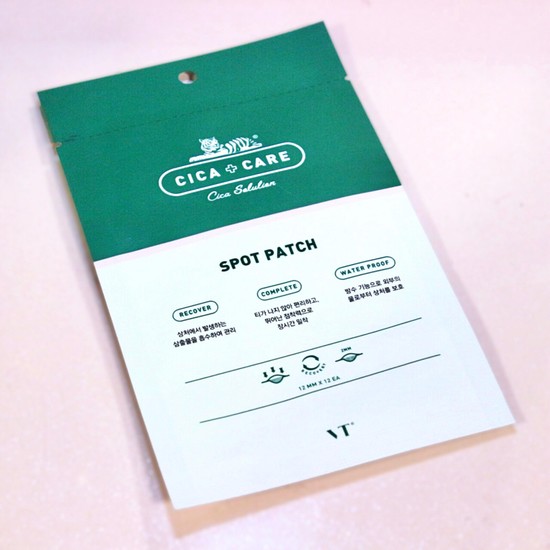 CICA + CARE
Cica Solution
SPOT PATCH
RECOVER
상처에서 발생하는
삼출물을 흡수하여 관리
COMPLETE
티가 나지 않아 편리하고,
뛰어난 점착력으로
장시간 밀착
WATER PROOF
방수 기능으로 외부의
물로부터 상처를 보호
RECOVERY
2MM
12 MM X 12 EA
VT®